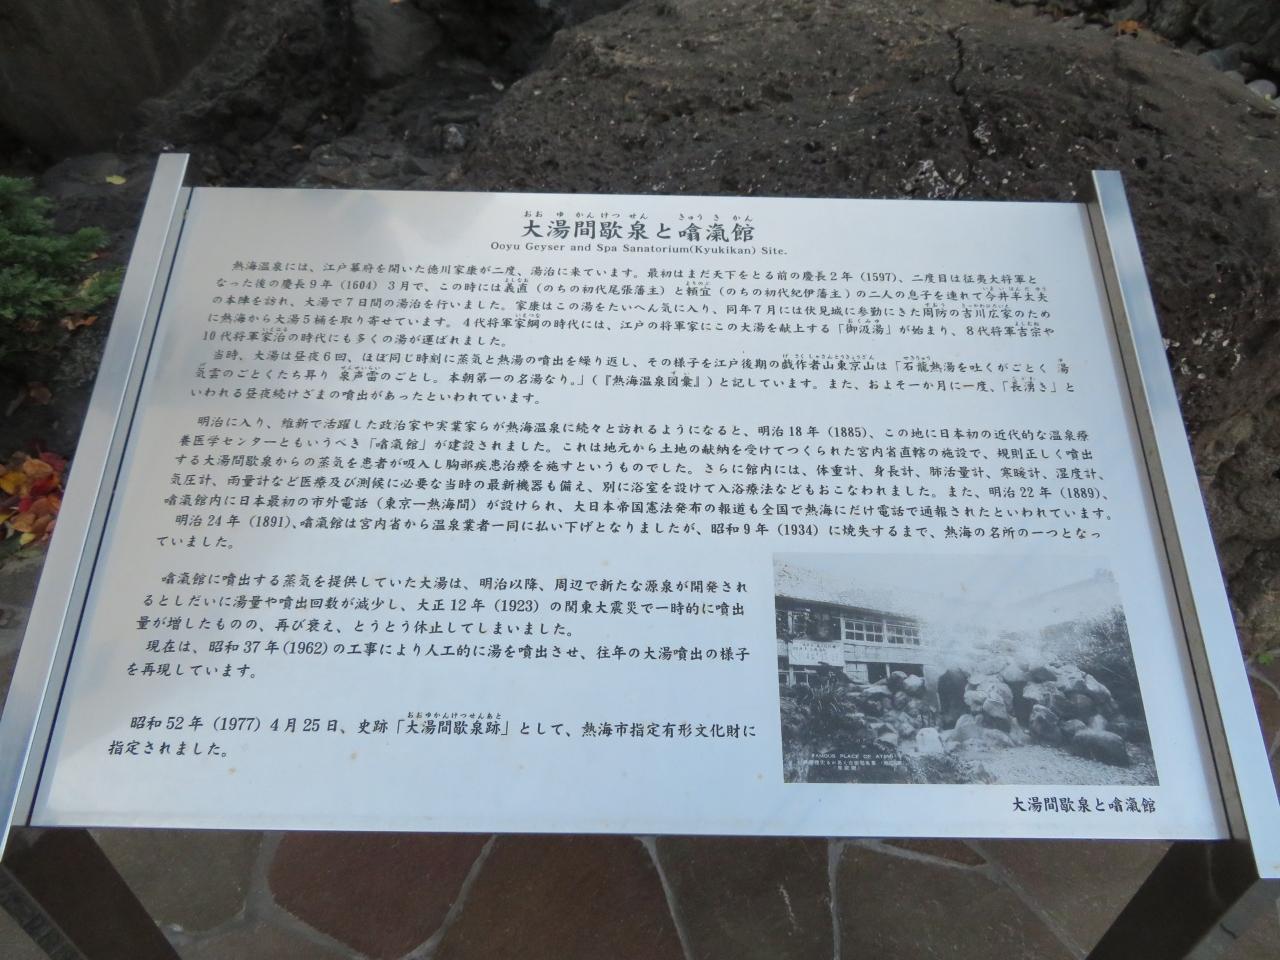 おおゆかんけつせん きゅうきかん
大湯間歇泉と噏滊館
Ooyu Geyser and Spa Sanatorium(Kyukikan) Site.
熱海温泉には、江戸幕府を開いた徳川家康が二度、湯治に来ています。最初はまだ天下をとる前の慶長2年（1597）、二度目は征夷大将軍と
なった後の慶長9年（1604）3月で、この時には義直（のちの初代尾張藩主）と頼宣（のちの初代紀伊藩主）の二人の息子を連れて今井半太夫
の本陣を訪れ、大湯で7日間の湯治を行いました。家康はこの湯をたいへん気に入り、同年7月には伏見城に参勤にきた周防の吉川広家のため
に熱海から大湯5桶を取り寄せています。4代将軍家綱の時代には、江戸の将軍家にこの大湯を献上する「御汲湯」が始まり、8代将軍吉宗や
10代将軍家治の時代にも多くの湯が運ばれました。
当時、大湯は昼夜6回、ほぼ同じ時刻に蒸気と熱湯の噴出を繰り返し、その様子を江戸後期の戯作者山東京山は「石龍熱湯を吐くがごとく 湯
気雲のごとくたち昇り 泉声雷のごとし。本朝第一の名湯なり。」（『熱海温泉図彙』）と記しています。また、およそ一か月に一度、「長湧き」と
いわれる昼夜続けざまの噴出があったといわれています。
明治に入り、維新で活躍した政治家や実業家らが熱海温泉に続々と訪れるようになると、明治18年（1885）、この地に日本初の近代的な温泉療
養医学センターともいうべき「噏滊館」が建設されました。これは地元から土地の献納を受けてつくられた宮内省直轄の施設で、規則正しく噴出
する大湯間歇泉からの蒸気を患者が吸入し胸部疾患治療を施すというものでした。さらに館内には、体重計、身長計、肺活量計、寒暖計、湿度計、
気圧計、雨量計など医療及び測候に必要な当時の最新機器も備え、別に浴室を設けて入浴療法などもおこなわれました。また、明治22年（1889）、
噏滊館内に日本最初の市外電話（東京―熱海間）が設けられ、大日本帝国憲法発布の報道も全国で熱海にだけ電話で通報されたといわれています。
明治24年（1891）、噏滊館は宮内省から温泉業者一同に払い下げとなりましたが、昭和9年（1934）に焼失するまで、熱海の名所の一つとなっ
ていました。
噏滊館に噴出する蒸気を提供していた大湯は、明治以降、周辺で新たな源泉が開発され
るとしだいに湯量や噴出回数が減少し、大正12年（1923）の関東大震災で一時的に噴出
量が増したものの、再び衰え、とうとう休止してしまいました。
現在は、昭和37年(1962)の工事により人工的に湯を噴出させ、往年の大湯噴出の様子
を再現しています。
おおゆかんけつせんあと
昭和52年（1977）4月25日、史跡「大湯間歇泉跡」として、熱海市指定有形文化財に
指定されました。
FAMOUS PLACE OF ATAMI
大湯間歇泉と噏滊館